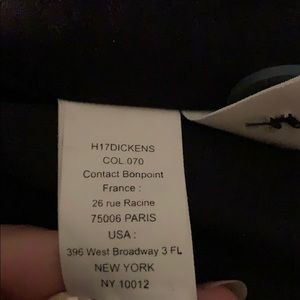 H17DICKENS
COL.070
Contact Bonpoint
France :
26 rue Racine
75006 PARIS
USA :
396 West Broadway 3 FL
NEW YORK
NY 10012